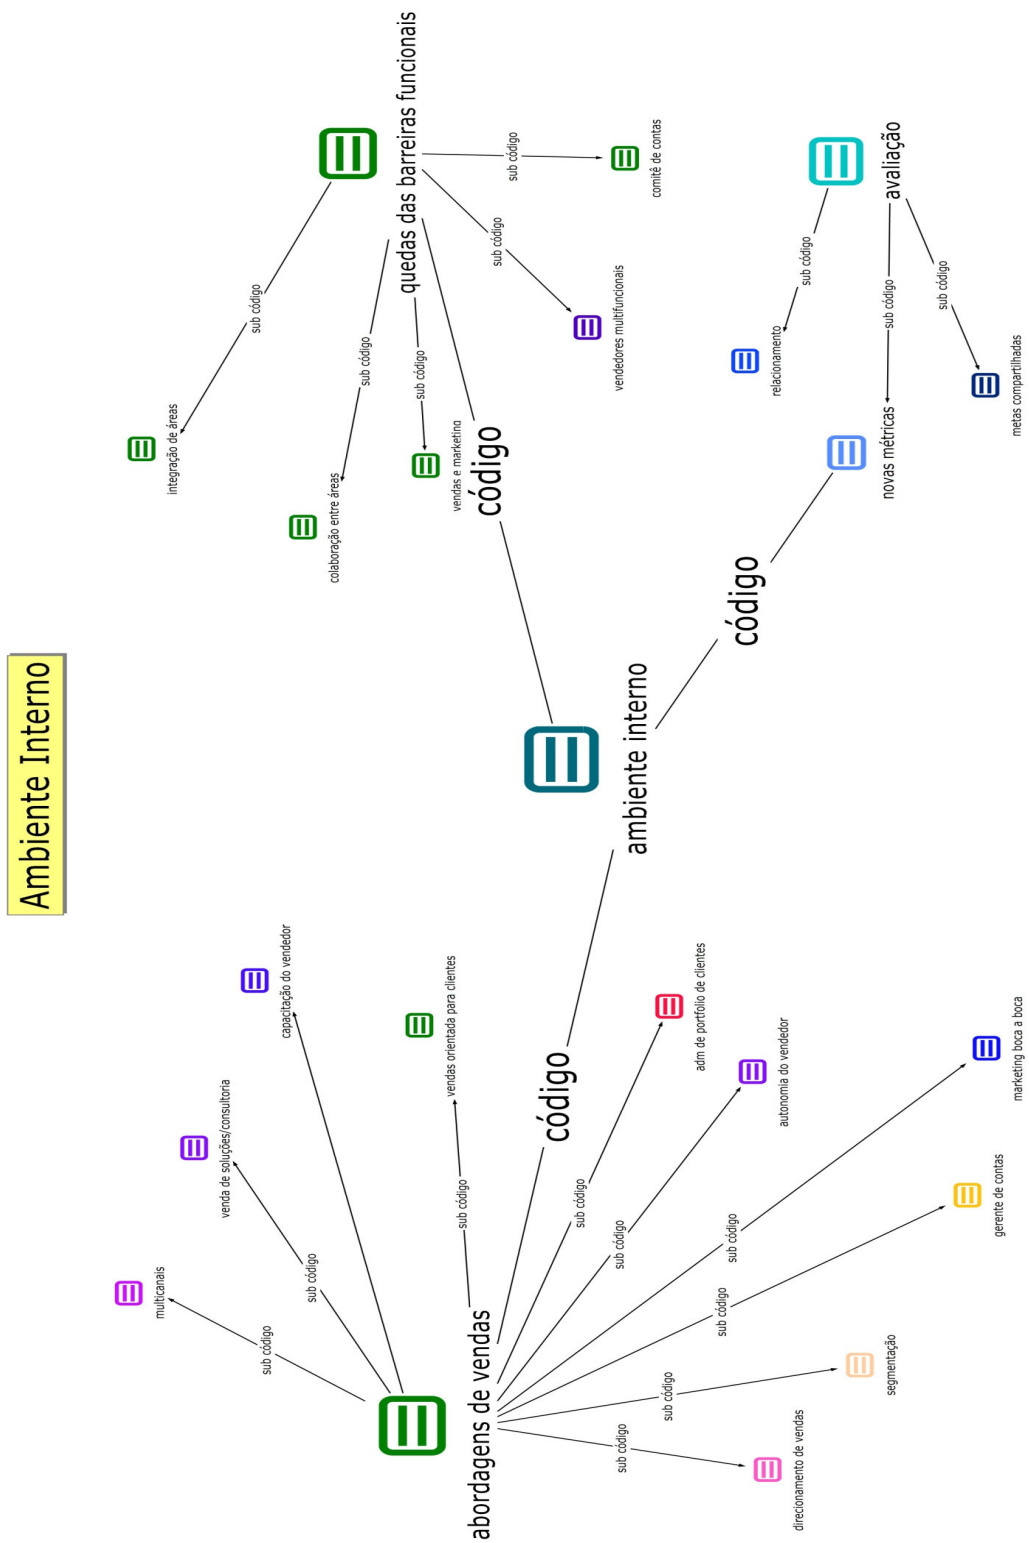 Ambiente Interno
multicanais
sub código
venda de soluções/consultoria
sub código
capacitação do vendedor
vendas orientada para clientes
sub código
abordagens de vendas
código
sub código
adm de portfolio de clientes
sub código
autonomia do vendedor
sub código
marketing boca a boca
sub código
gerente de contas
sub código
segmentação
sub código
direcionamento de vendas
ambiente interno
código
integração de áreas
sub código
colaboração entre áreas
sub código
vendas e marketing
sub código
quedas das barreiras funcionais
sub código
vendedores multifuncionais
sub código
comitê de contas
código
relacionamento
sub código
avaliação
novas métricas
sub código
sub código
metas compartilhadas